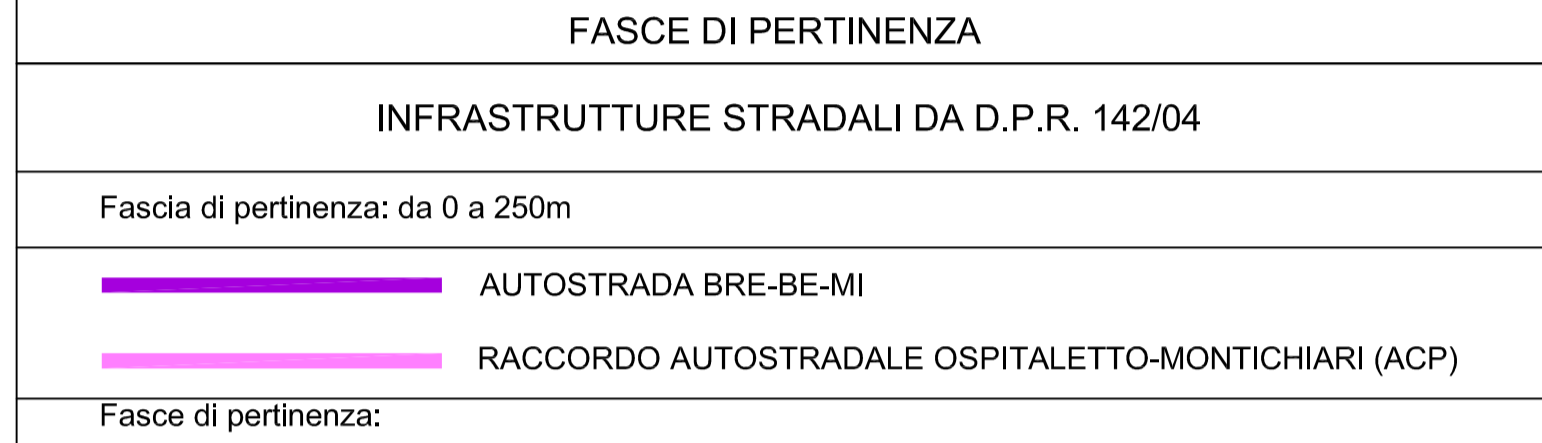 FASCE DI PERTINENZA
INFRASTRUTTURE STRADALI DA D.P.R. 142/04
Fascia di pertinenza: da 0 a 250m
AUTOSTRADA BRE-BE-MI
RACCORDO AUTOSTRADALE OSPITALETTO-MONTICHIARI (ACP)
Fasce di pertinenza: